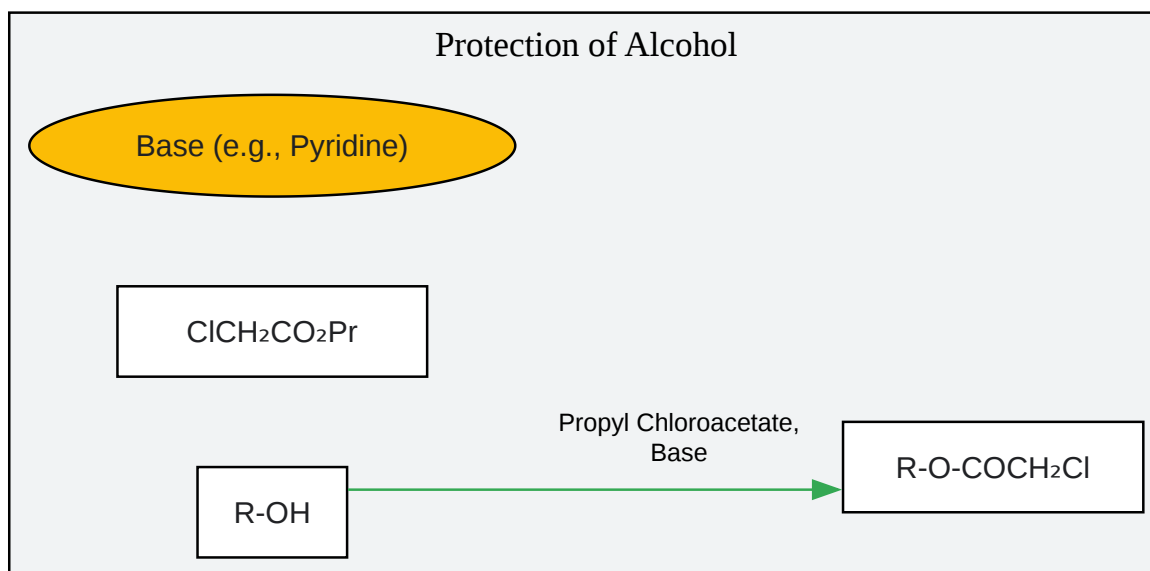 Protection of Alcohol
Base (e.g., Pyridine)
ClCH₂CO₂Pr
Propyl Chloroacetate,
Base
R-O-COCH₂Cl
R-OH